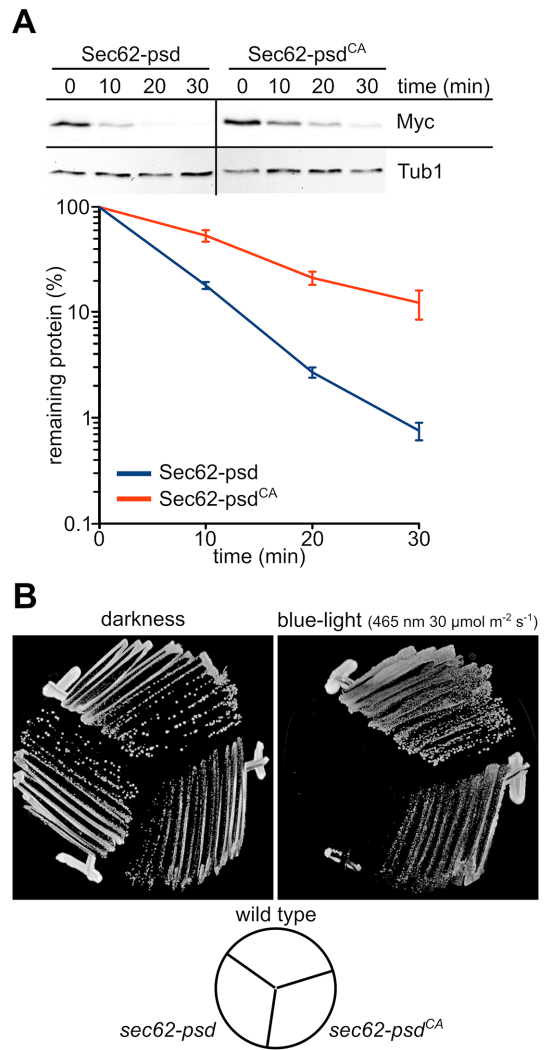 A
Sec62-psd Sec62-psdᶜᴬ
0 10 20 30 0 10 20 30 time (min)
Myc
Tub1
100
10
1
0.1
remaining protein (%)
Sec62-psd
Sec62-psdᶜᴬ
0 10 20 30
time (min)
B
darkness blue-light (465 nm 30 µmol m⁻² s⁻¹)
wild type
sec62-psd sec62-psdᶜᴬ